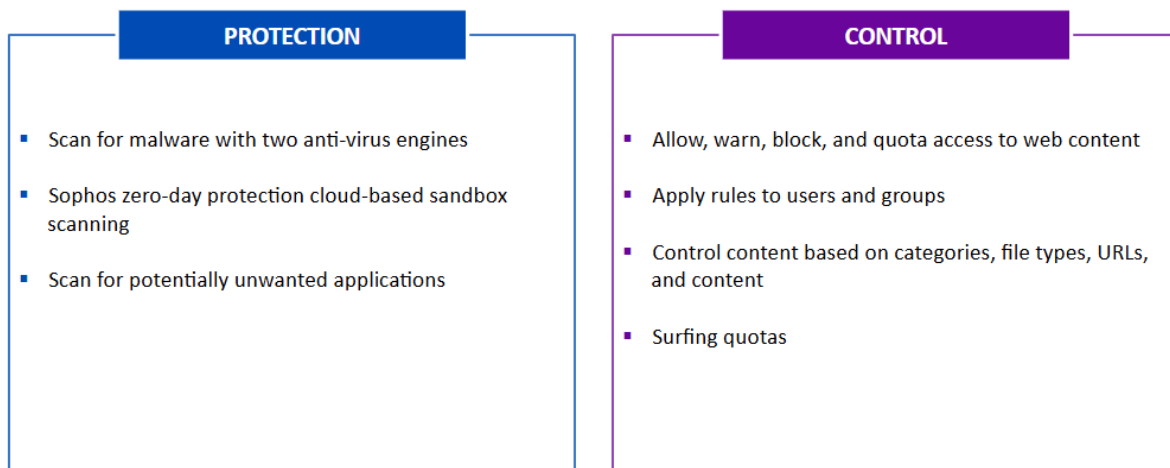 PROTECTION
▪ Scan for malware with two anti-virus engines
▪ Sophos zero-day protection cloud-based sandbox
scanning
▪ Scan for potentially unwanted applications
CONTROL
▪ Allow, warn, block, and quota access to web content
▪ Apply rules to users and groups
▪ Control content based on categories, file types, URLs,
and content
▪ Surfing quotas